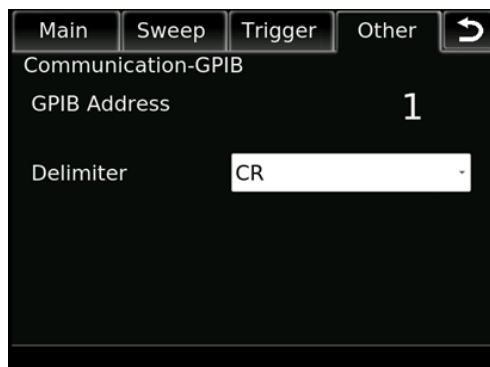 Main Sweep Trigger Other
Communication-GPIB
GPIB Address 1
Delimiter CR